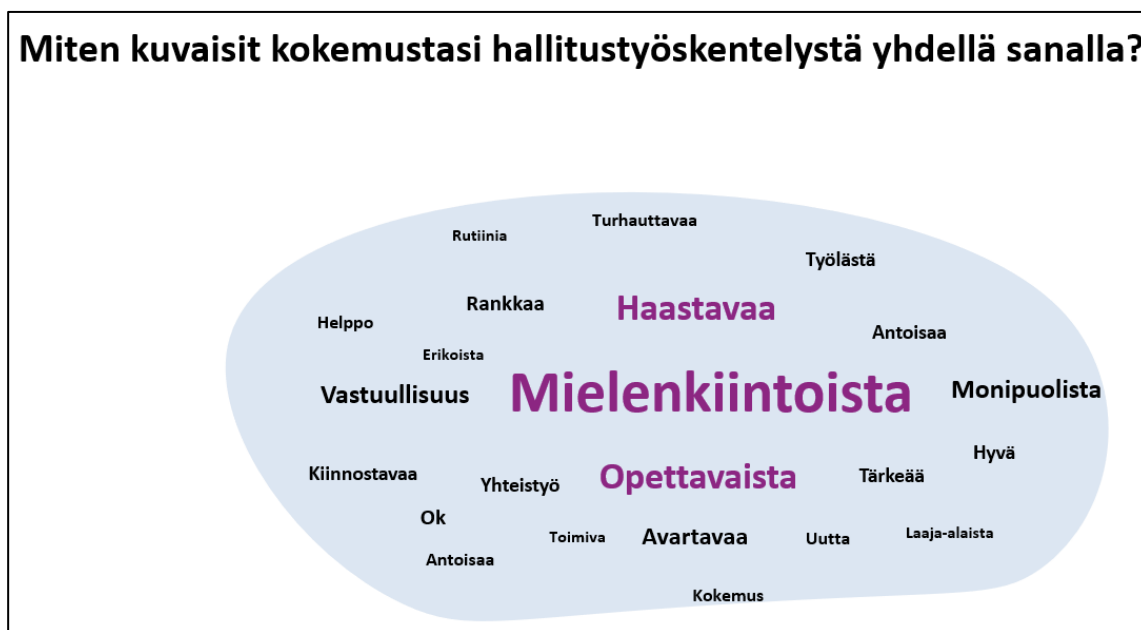 Miten kuvaisit kokemustasi hallitustyöskentelystä yhdellä sanalla?
Turhauttavaa
Rutiinia
Työlästä
Rankkaa
Haastavaa
Helppo
Antoisaa
Erikoista
Vastuullisuus
Mielenkiintoista
Monipuolista
Hyvä
Kiinnostavaa
Yhteistyö
Opettavaista
Tärkeää
Ok
Toimiva
Avartavaa
Uutta
Laaja-alaista
Antoisaa
Kokemus